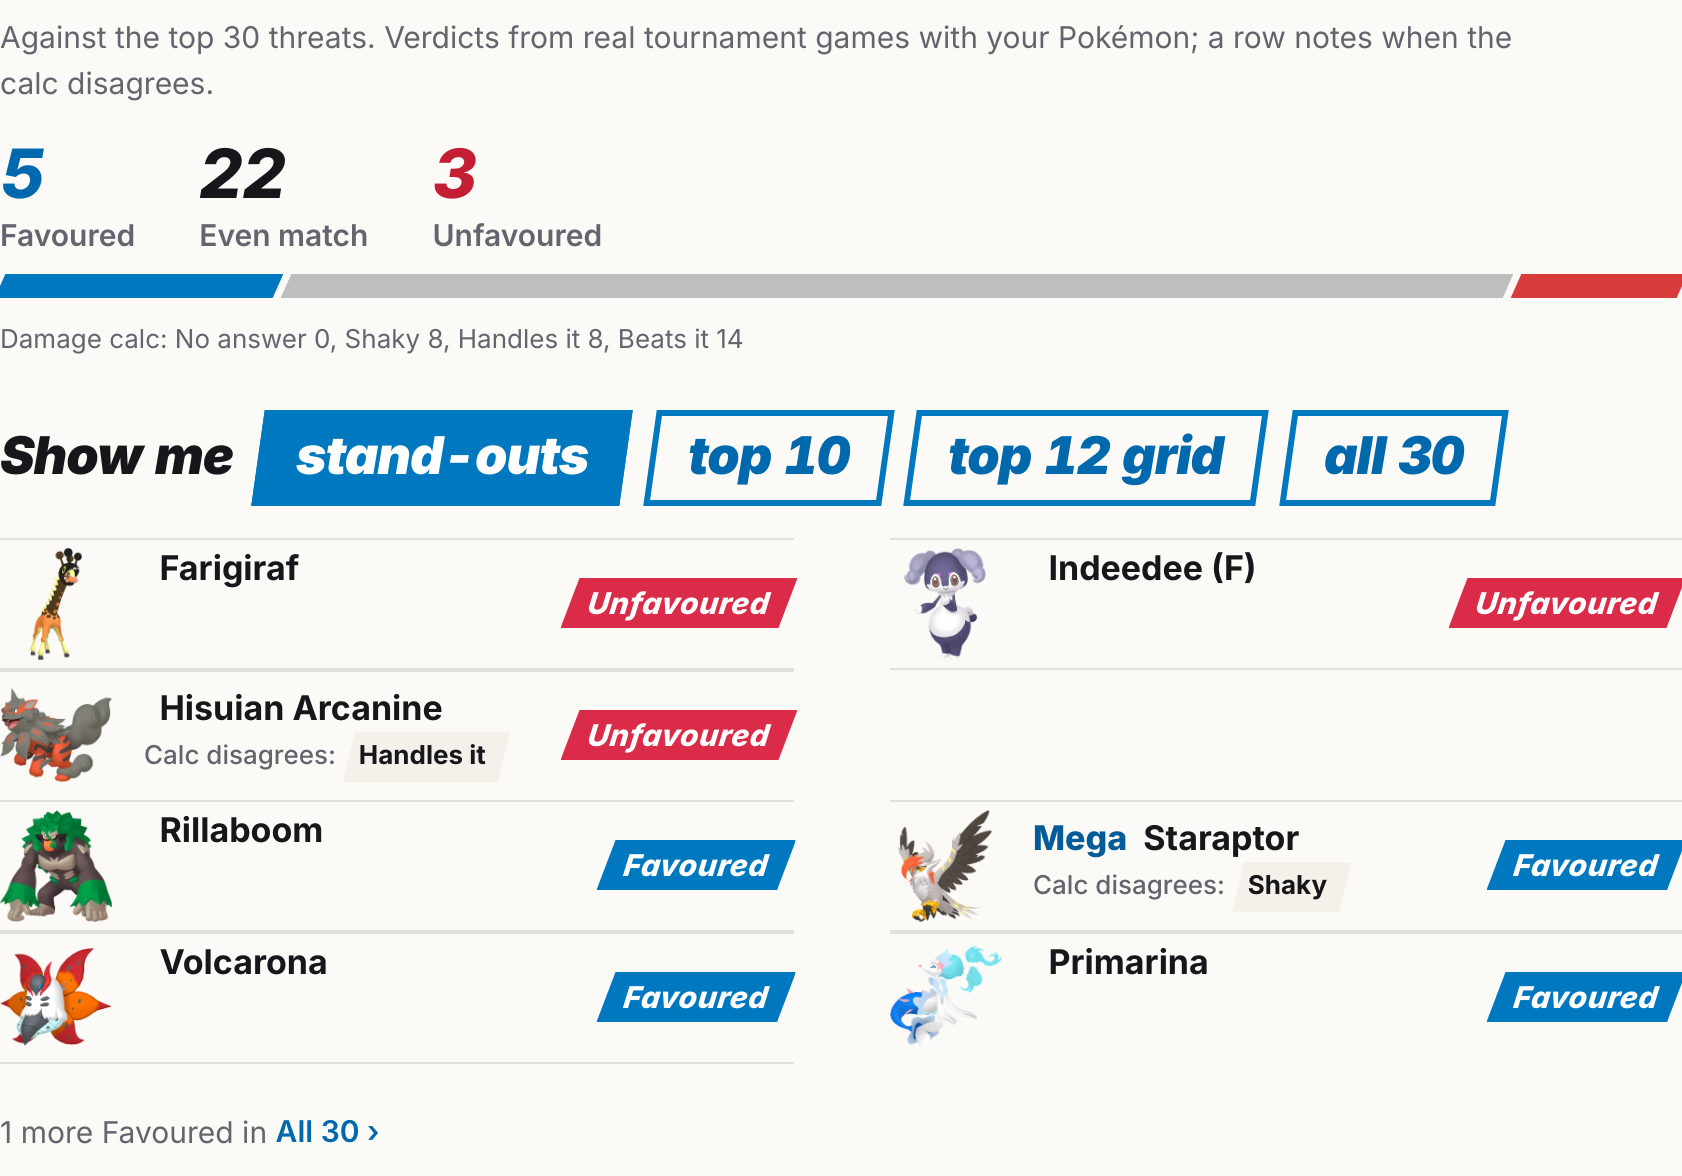 Against the top 30 threats. Verdicts from real tournament games with your Pokémon; a row notes when the
calc disagrees.
5 22 3
Favoured Even match Unfavoured
Damage calc: No answer 0, Shaky 8, Handles it 8, Beats it 14
Show me stand-outs top 10 top 12 grid all 30
Farigiraf
Unfavoured
Indeedee (F)
Unfavoured
Hisuian Arcanine
Calc disagrees: Handles it
Unfavoured
Rillaboom
Favoured
Mega Staraptor
Calc disagrees: Shaky
Favoured
Volcarona
Favoured
Primarina
Favoured
1 more Favoured in All 30 ›